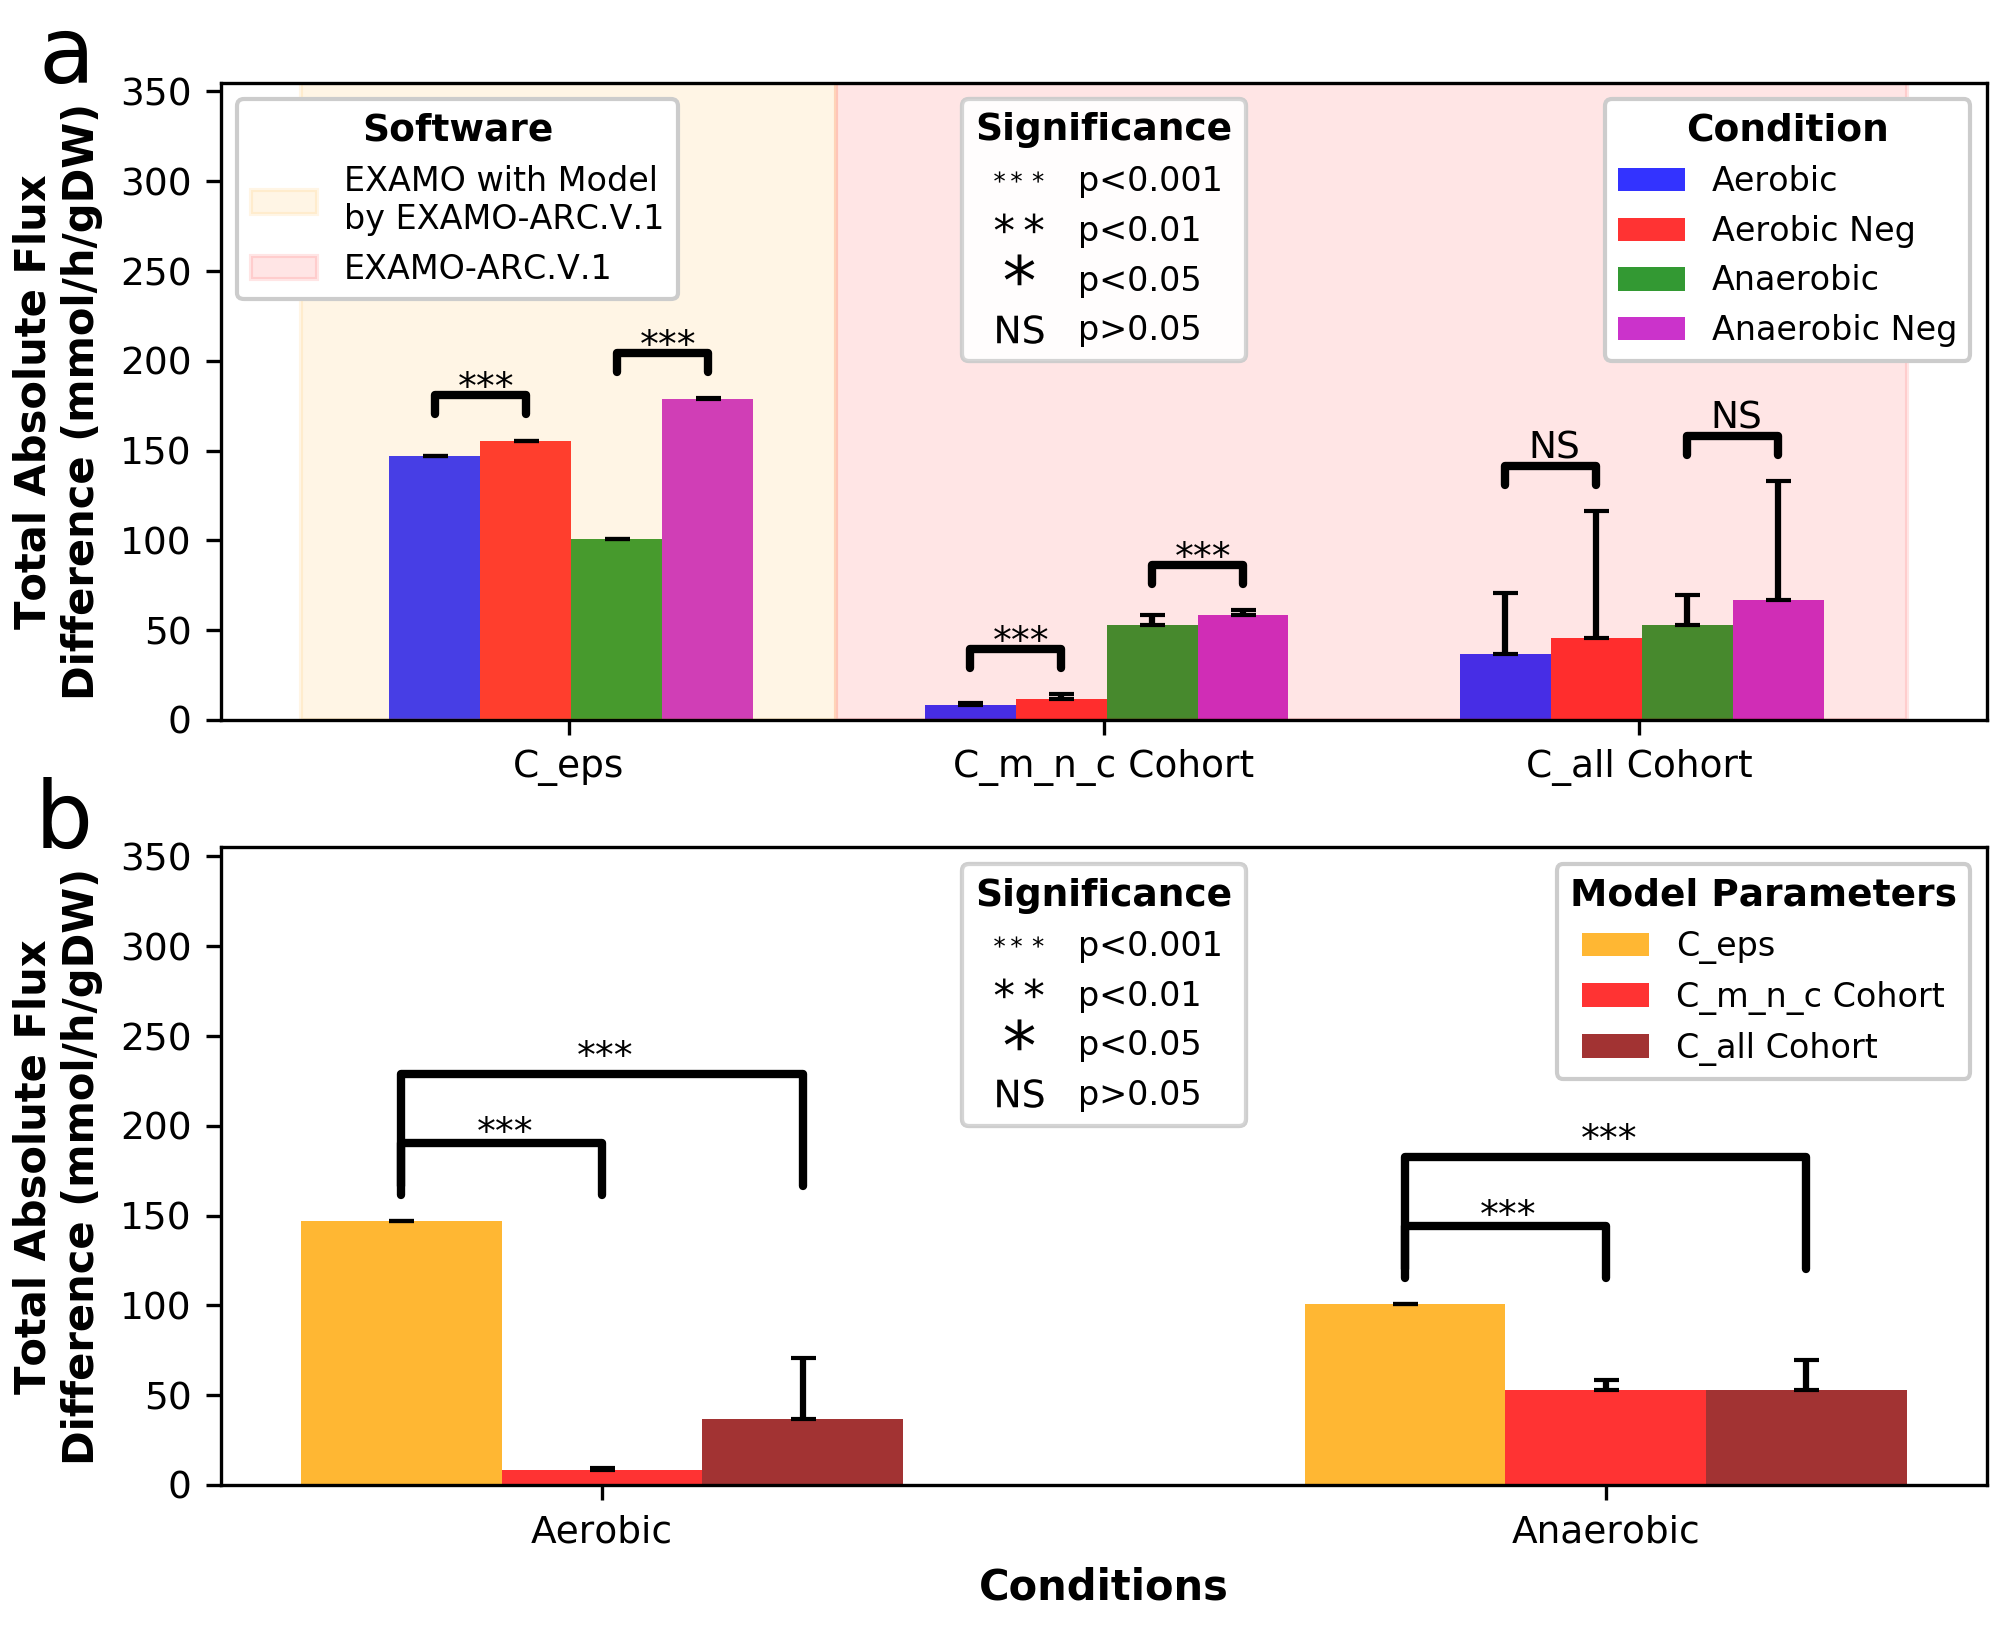 a
Total Absolute Flux
Difference (mmol/h/gDW)
350
300
250
200
150
100
50
0
Software
EXAMO with Model
by EXAMO-ARC.V.1
EXAMO-ARC.V.1
Significance
*** p<0.001
** p<0.01
* p<0.05
NS p>0.05
Condition
Aerobic
Aerobic Neg
Anaerobic
Anaerobic Neg
***
***
***
***
NS
NS
C_eps
C_m_n_c Cohort
C_all Cohort
b
Total Absolute Flux
Difference (mmol/h/gDW)
350
300
250
200
150
100
50
0
Significance
*** p<0.001
** p<0.01
* p<0.05
NS p>0.05
Model Parameters
C_eps
C_m_n_c Cohort
C_all Cohort
***
***
***
***
Aerobic
Anaerobic
Conditions